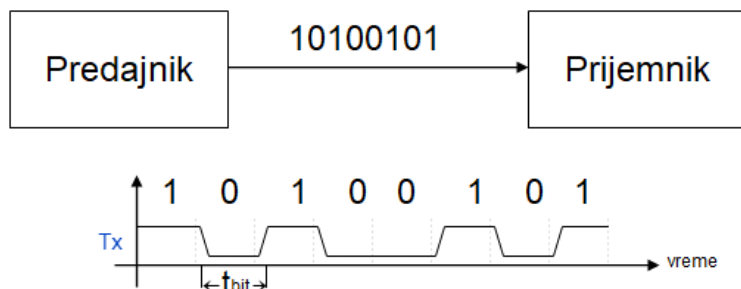 10100101
Predajnik
Prijemnik
1 0 1 0 0 1 0 1
Tx
vreme
tbit